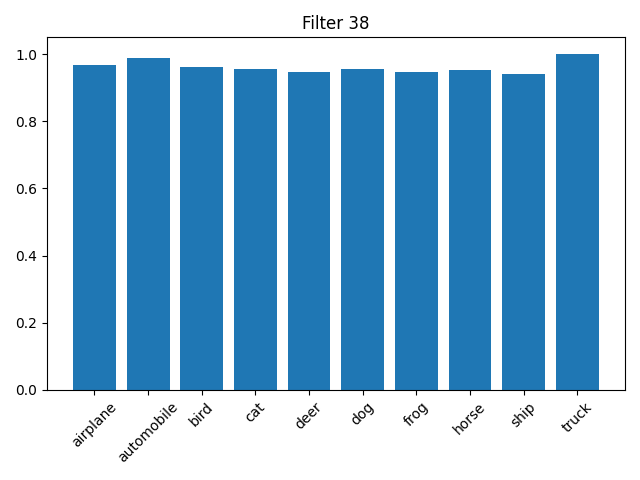 Filter 38
1.0
0.8
0.6
0.4
0.2
0.0
airplane
automobile
bird
cat
deer
dog
frog
horse
ship
truck